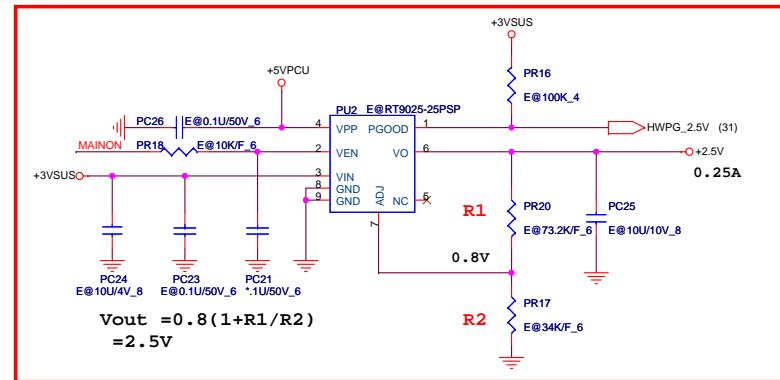 +3VSUS
+5VPCU
PR16
E@100K_4
PU2 E@RT9025-25PSP
PC26 E@0.1U/50V_6
4 VPP PGOOD 1
HWPG_2.5V (31)
MAINON PR18 E@10K/F_6
2 VEN VO 6
+2.5V
0.25A
+3VSUS
3 VIN
8 GND
9 GND
ADJ
NC 5
7
R1
PR20
E@73.2K/F_6
PC25
E@10U/10V_8
0.8V
PC24
E@10U/4V_8
PC23
E@0.1U/50V_6
PC21
*.1U/50V_6
R2
PR17
E@34K/F_6
Vout =0.8(1+R1/R2)
=2.5V